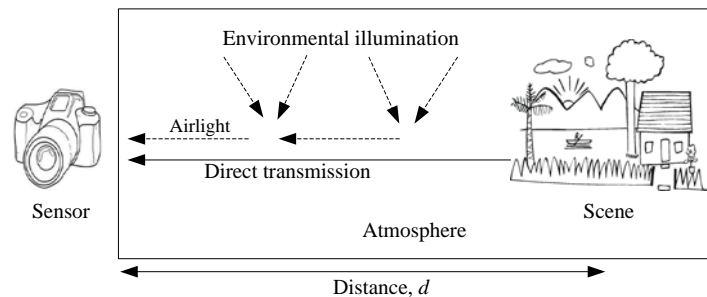 Environmental illumination
Airlight
Direct transmission
Sensor
Scene
Atmosphere
Distance, d